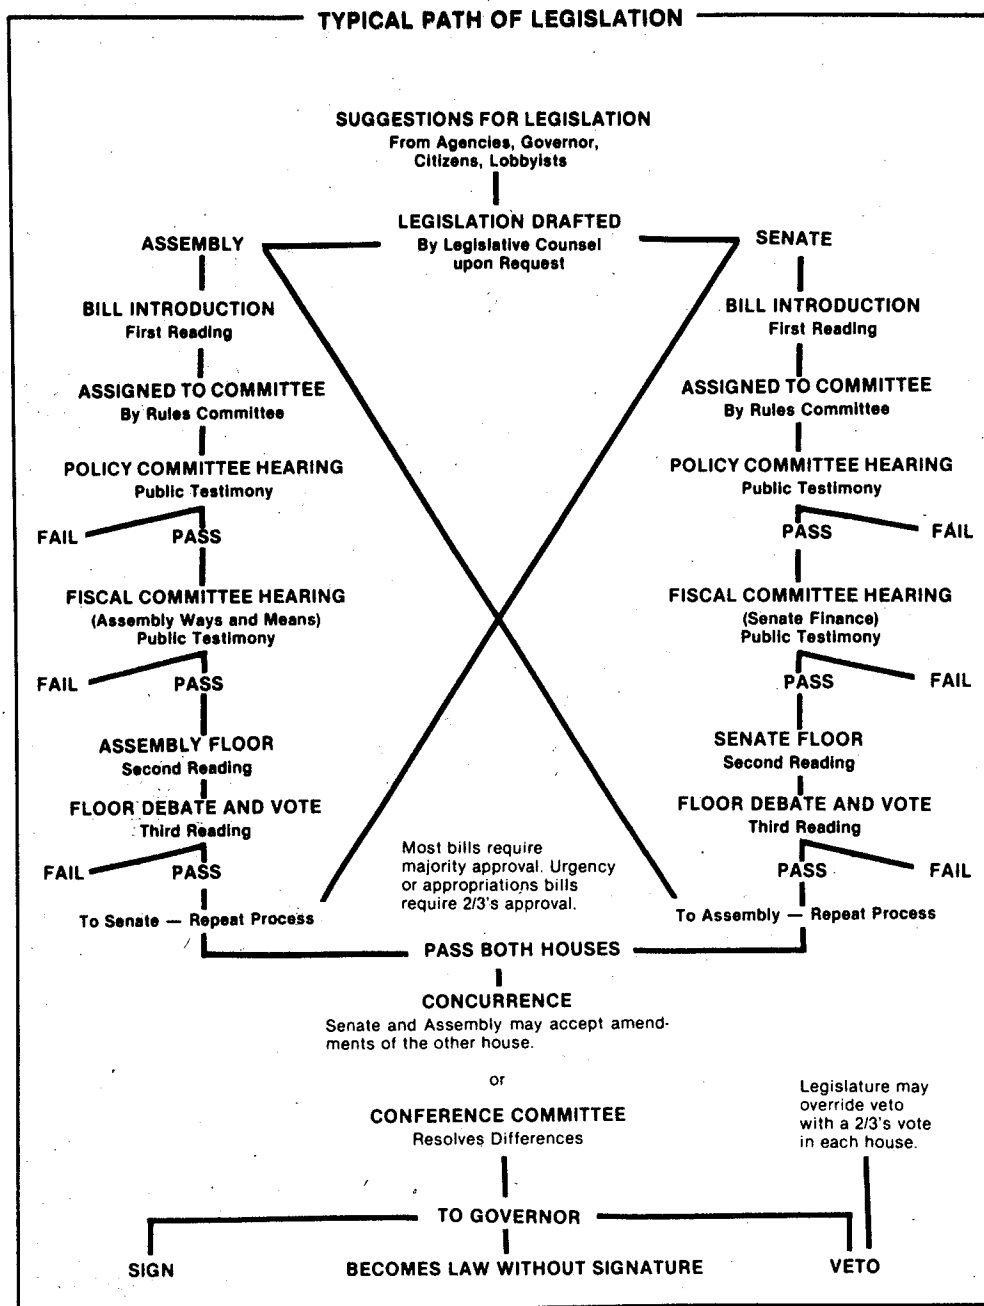 TYPICAL PATH OF LEGISLATION
SUGGESTIONS FOR LEGISLATION
From Agencies, Governor,
Citizens, Lobbyists
LEGISLATION DRAFTED
By Legislative Counsel
upon Request
ASSEMBLY
BILL INTRODUCTION
First Reading
ASSIGNED TO COMMITTEE
By Rules Committee
POLICY COMMITTEE HEARING
Public Testimony
FAIL
PASS
FISCAL COMMITTEE HEARING
(Assembly Ways and Means)
Public Testimony
FAIL
PASS
ASSEMBLY FLOOR
Second Reading
FLOOR DEBATE AND VOTE
Third Reading
FAIL
PASS
To Senate — Repeat Process
SENATE
BILL INTRODUCTION
First Reading
ASSIGNED TO COMMITTEE
By Rules Committee
POLICY COMMITTEE HEARING
Public Testimony
PASS
FAIL
FISCAL COMMITTEE HEARING
(Senate Finance)
Public Testimony
PASS
FAIL
SENATE FLOOR
Second Reading
FLOOR DEBATE AND VOTE
Third Reading
PASS
FAIL
To Assembly — Repeat Process
Most bills require
majority approval. Urgency
or appropriations bills
require 2/3's approval.
PASS BOTH HOUSES
CONCURRENCE
Senate and Assembly may accept amend-
ments of the other house.
or
CONFERENCE COMMITTEE
Resolves Differences
Legislature may
override veto
with a 2/3's vote
in each house.
TO GOVERNOR
SIGN
BECOMES LAW WITHOUT SIGNATURE
VETO